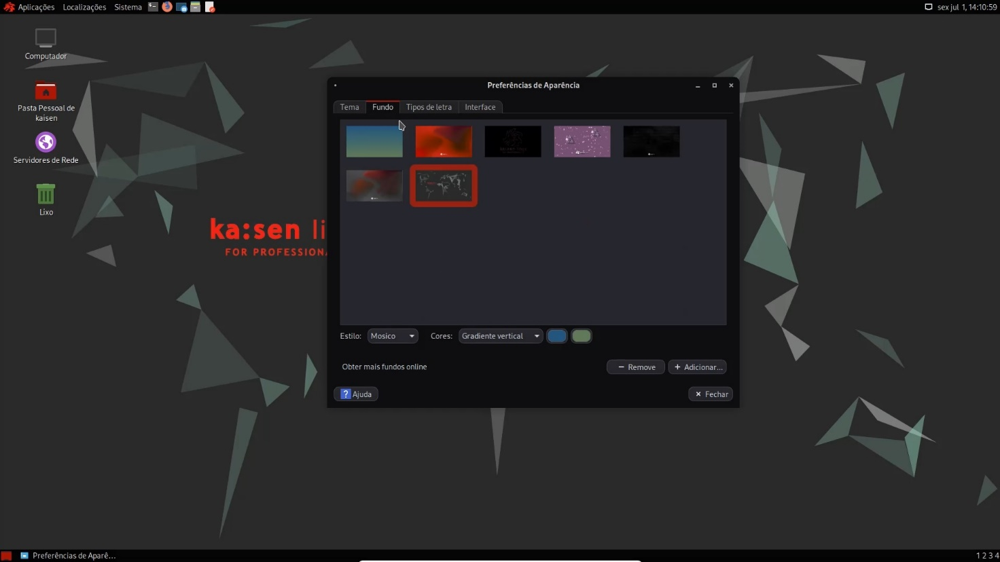 Aplicações Localizações Sistema
sex jul 1, 14:10:59
Computador
Pasta Pessoal de
kaisen
Servidores de Rede
Lixo
ka:sen li
FOR PROFESSION
Preferências de Aparência
Tema Fundo Tipos de letra Interface
Estilo: Mosico Cores: Gradiente vertical
Obter mais fundos online
Remove Adicionar...
Ajuda Fechar
Preferências de Aparê...
1 2 3 4